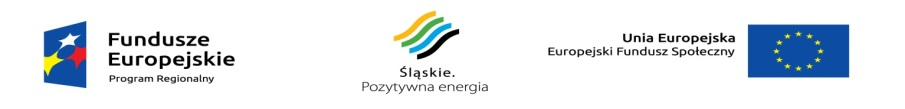 Fundusze
Europejskie
Program Regionalny
Śląskie.
Pozytywna energia
Unia Europejska
Europejski Fundusz Społeczny